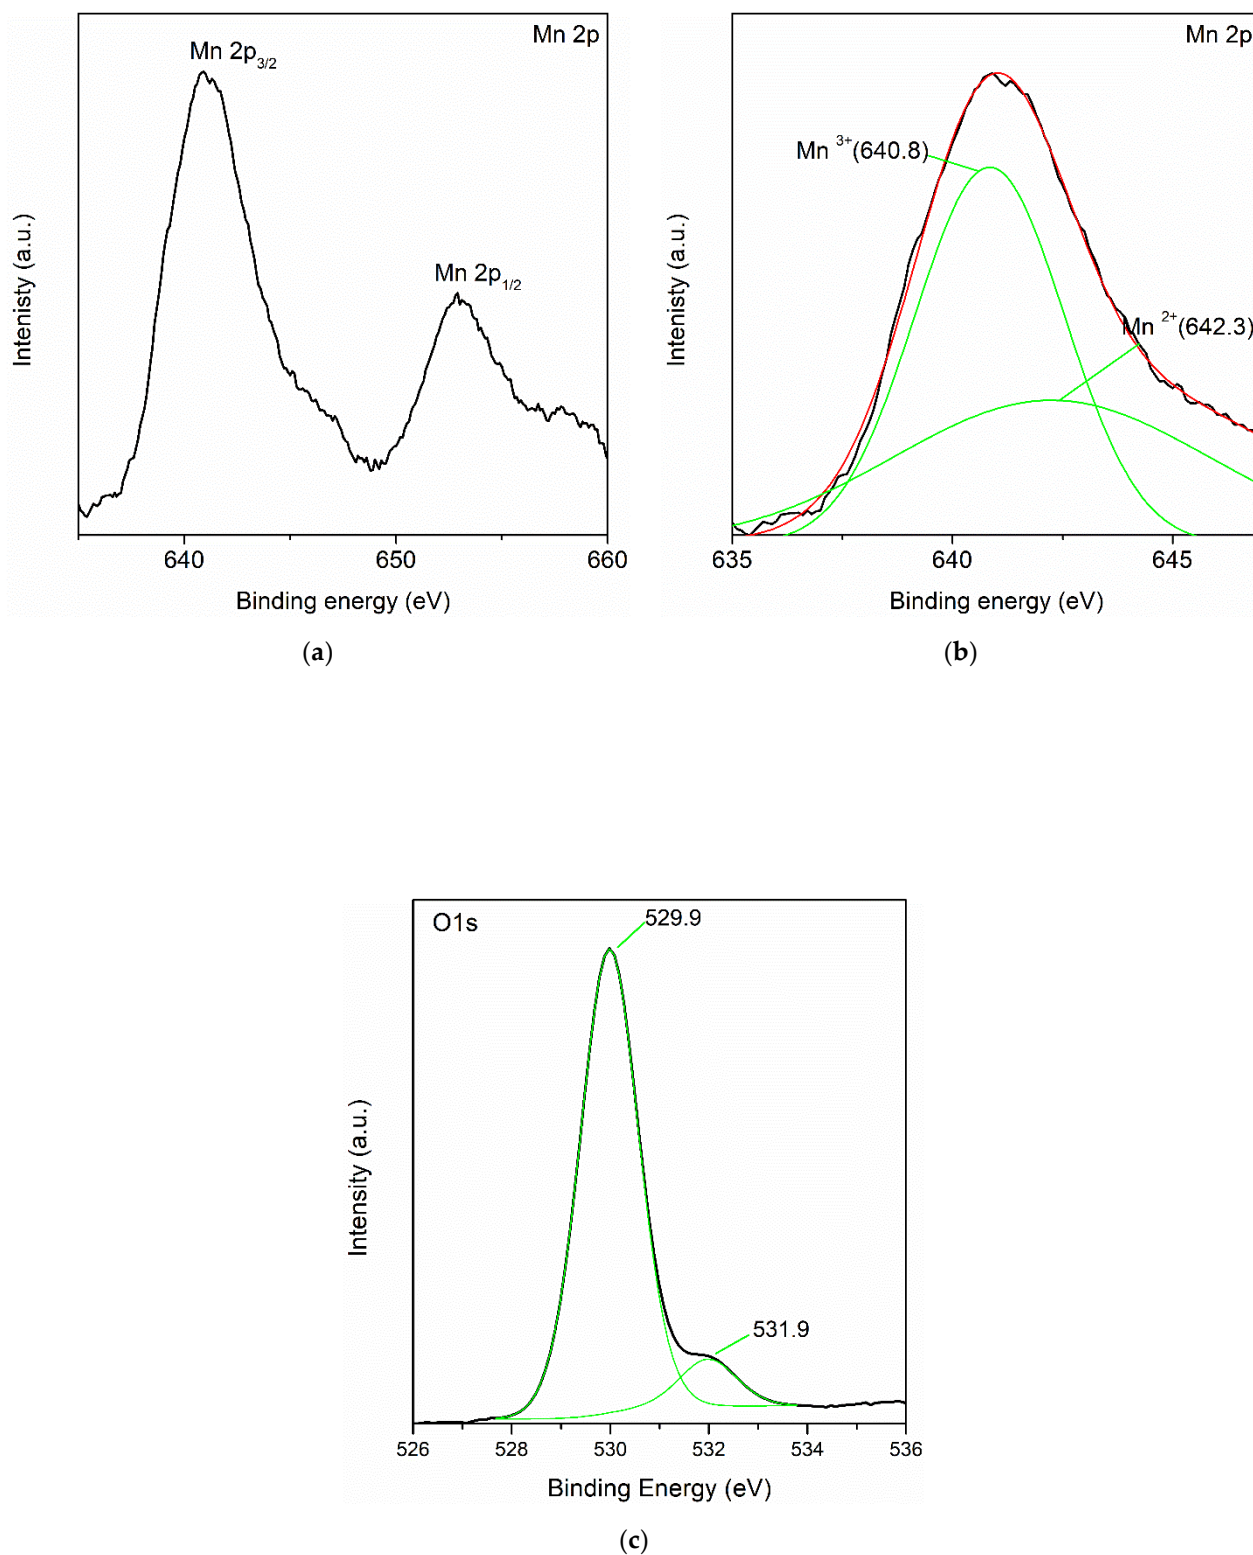 Mn 2p
Mn 2p3/2
Mn 2p1/2
Intenisty (a.u.)
640 650 660
Binding energy (eV)
(a)
Mn 2p
Mn 3+(640.8)
Mn 2+(642.3)
Intenisty (a.u.)
635 640 645
Binding energy (eV)
(b)
O1s
529.9
531.9
Intensity (a.u.)
526 528 530 532 534 536
Binding Energy (eV)
(c)